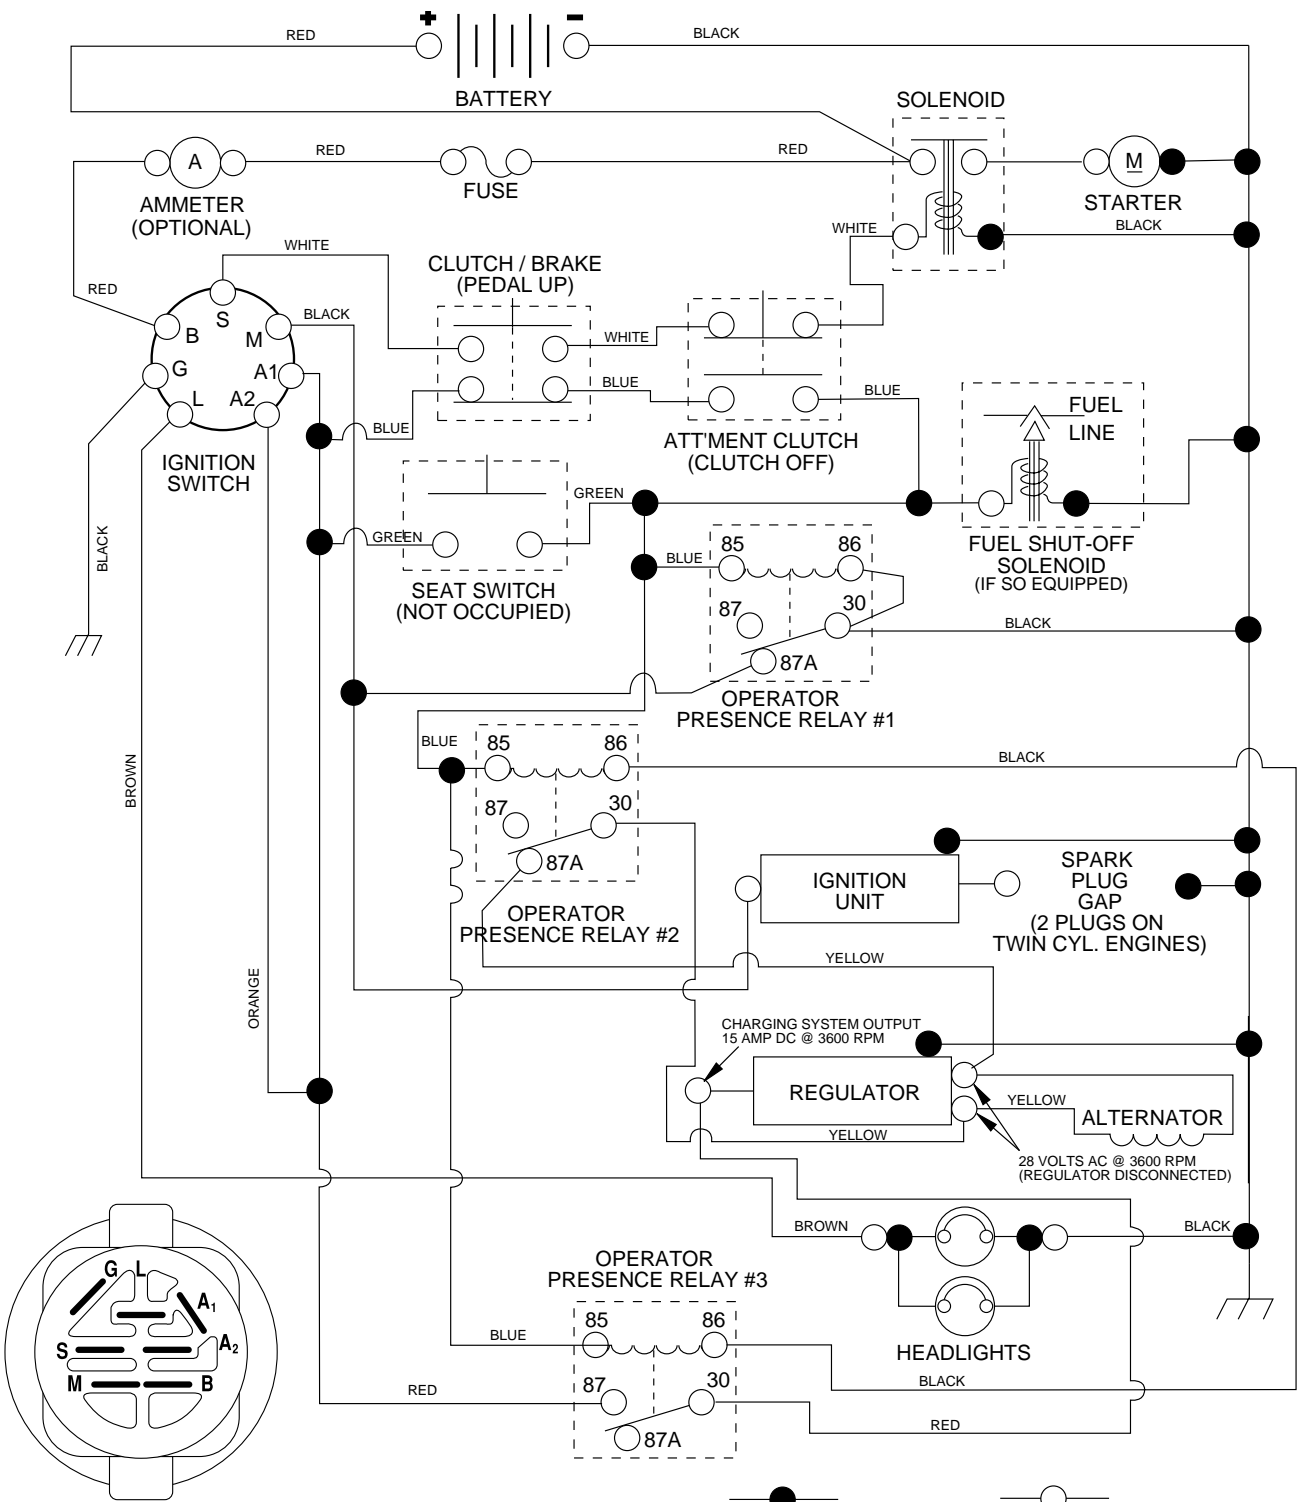 +
-
RED
BLACK
BATTERY
SOLENOID
A
RED
RED
M
FUSE
AMMETER
(OPTIONAL)
STARTER
WHITE
BLACK
WHITE
CLUTCH / BRAKE
(PEDAL UP)
RED
S
BLACK
B
M
WHITE
G
A1
L
A2
BLUE
BLUE
FUEL
LINE
BLUE
ATT'MENT CLUTCH
(CLUTCH OFF)
IGNITION
SWITCH
GREEN
BLACK
GREEN
85
86
BLUE
FUEL SHUT-OFF
SOLENOID
(IF SO EQUIPPED)
SEAT SWITCH
(NOT OCCUPIED)
87
30
BLACK
87A
OPERATOR
PRESENCE RELAY #1
BLUE
85
86
BLACK
BROWN
87
30
87A
IGNITION
UNIT
SPARK
PLUG
GAP
(2 PLUGS ON
TWIN CYL. ENGINES)
OPERATOR
PRESENCE RELAY #2
YELLOW
ORANGE
CHARGING SYSTEM OUTPUT
15 AMP DC @ 3600 RPM
REGULATOR
YELLOW
ALTERNATOR
YELLOW
28 VOLTS AC @ 3600 RPM
(REGULATOR DISCONNECTED)
BROWN
BLACK
OPERATOR
PRESENCE RELAY #3
G
L
A1
S
A2
M
B
85
86
BLUE
HEADLIGHTS
BLACK
87
30
RED
RED
87A